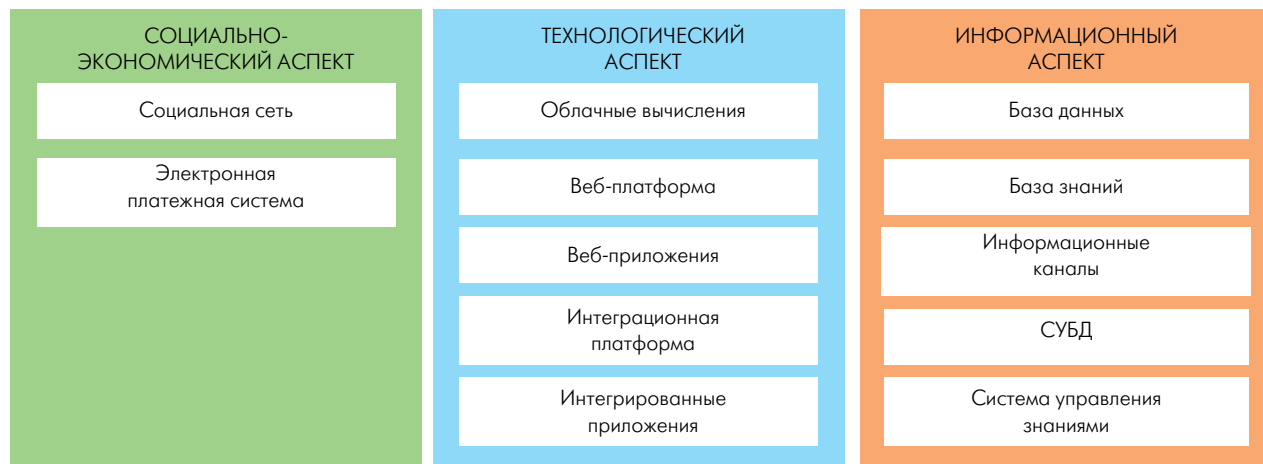 СОЦИАЛЬНО-
ЭКОНОМИЧЕСКИЙ АСПЕКТ
Социальная сеть
Электронная
платежная система
ТЕХНОЛОГИЧЕСКИЙ
АСПЕКТ
Облачные вычисления
Веб-платформа
Веб-приложения
Интеграционная
платформа
Интегрированные
приложения
ИНФОРМАЦИОННЫЙ
АСПЕКТ
База данных
База знаний
Информационные
каналы
СУБД
Система управления
знаниями